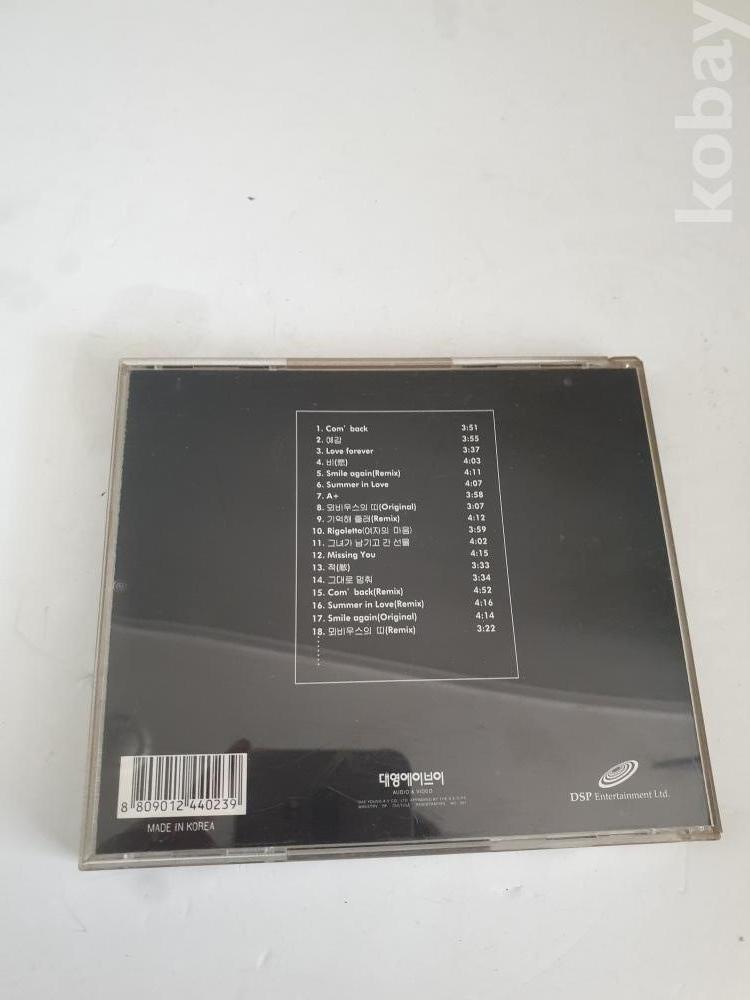 kobay
1. Com' back 3:51
2. 예감 3:55
3. Love forever 3:37
4. 비(悲) 4:03
5. Smile again(Remix) 4:11
6. Summer in Love 4:07
7. A+ 3:58
8. 뫼비우스의 띠(Original) 3:07
9. 기억해 줄래(Remix) 4:12
10. Rigoletto(여자의 마음) 3:59
11. 그녀가 남기고 간 선물 4:02
12. Missing You 4:15
13. 적(敵) 3:33
14. 그대로 멈춰 3:34
15. Com' back(Remix) 4:52
16. Summer in Love(Remix) 4:16
17. Smile again(Original) 4:14
18. 뫼비우스의 띠(Remix) 3:22
대영에이브이
AUDIO & VIDEO
8 809012 440239
MADE IN KOREA
DSP Entertainment Ltd.